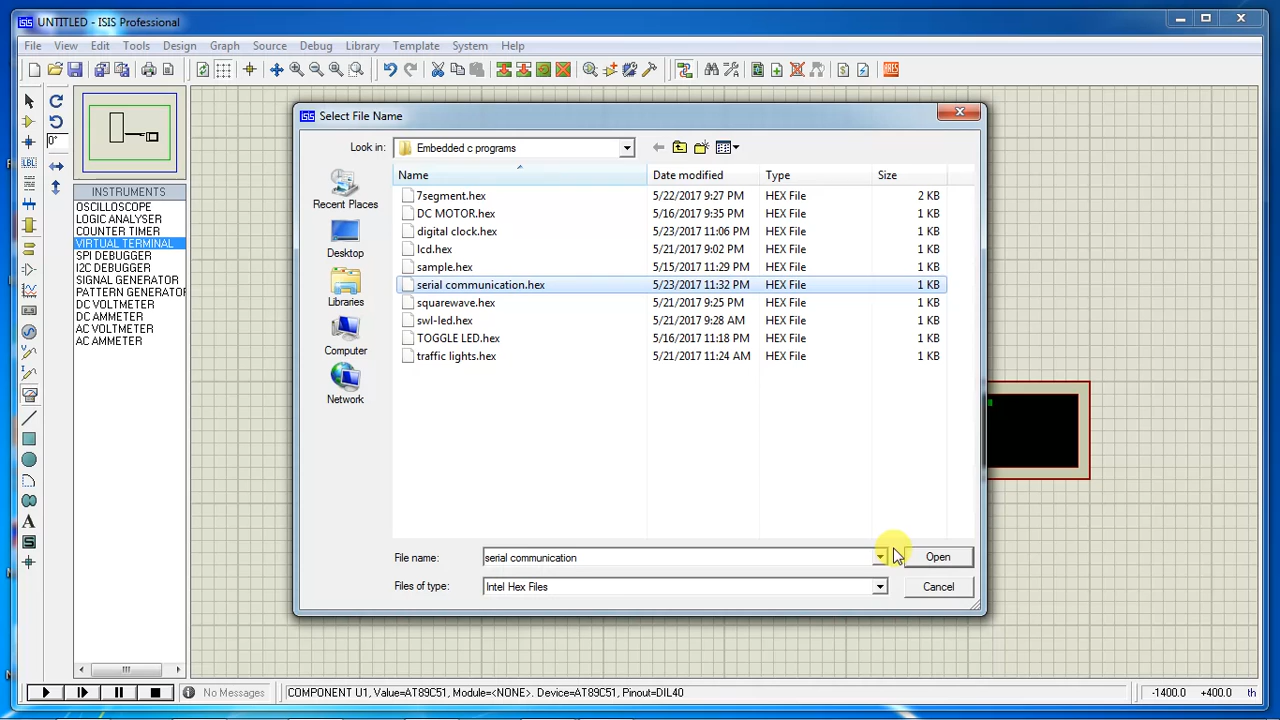 UNTITLED - ISIS Professional
File View Edit Tools Design Graph Source Debug Library Template System Help
ARES
0°
LBL
INSTRUMENTS
OSCILLOSCOPE
LOGIC ANALYSER
COUNTER TIMER
VIRTUAL TERMINAL
SPI DEBUGGER
I2C DEBUGGER
SIGNAL GENERATOR
PATTERN GENERATOR
DC VOLTMETER
DC AMMETER
AC VOLTMETER
AC AMMETER
Select File Name
Look in: Embedded c programs
Recent Places
Desktop
Libraries
Computer
Network
Name Date modified Type Size
7segment.hex 5/22/2017 9:27 PM HEX File 2 KB
DC MOTOR.hex 5/16/2017 9:35 PM HEX File 1 KB
digital clock.hex 5/23/2017 11:06 PM HEX File 1 KB
lcd.hex 5/21/2017 9:02 PM HEX File 1 KB
sample.hex 5/15/2017 11:29 PM HEX File 1 KB
serial communication.hex 5/23/2017 11:32 PM HEX File 1 KB
squarewave.hex 5/21/2017 9:25 PM HEX File 1 KB
swl-led.hex 5/21/2017 9:28 AM HEX File 1 KB
TOGGLE LED.hex 5/16/2017 11:18 PM HEX File 1 KB
traffic lights.hex 5/21/2017 11:24 AM HEX File 1 KB
File name: serial communication Open
Files of type: Intel Hex Files Cancel
No Messages COMPONENT U1, Value=AT89C51, Module=<NONE>. Device=AT89C51, Pinout=DIL40 -1400.0 +400.0 th